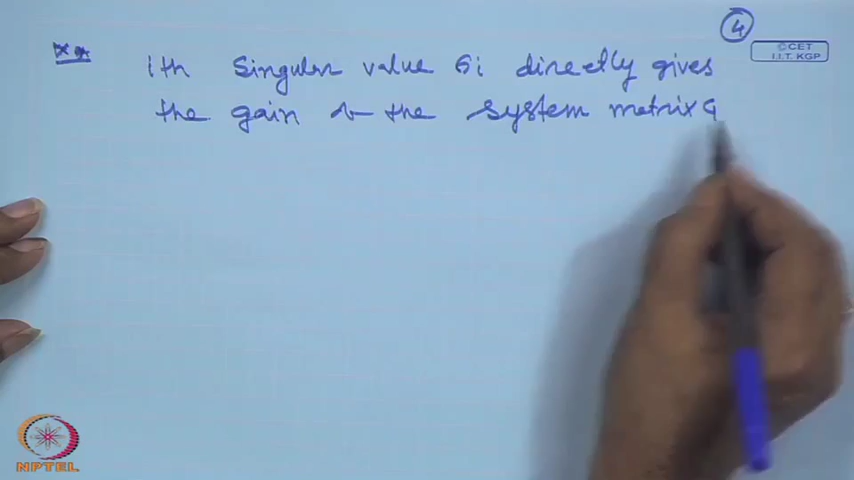 4
©CET
I.I.T. KGP
ith singular value σi directly gives
the gain of the system matrix G
NPTEL